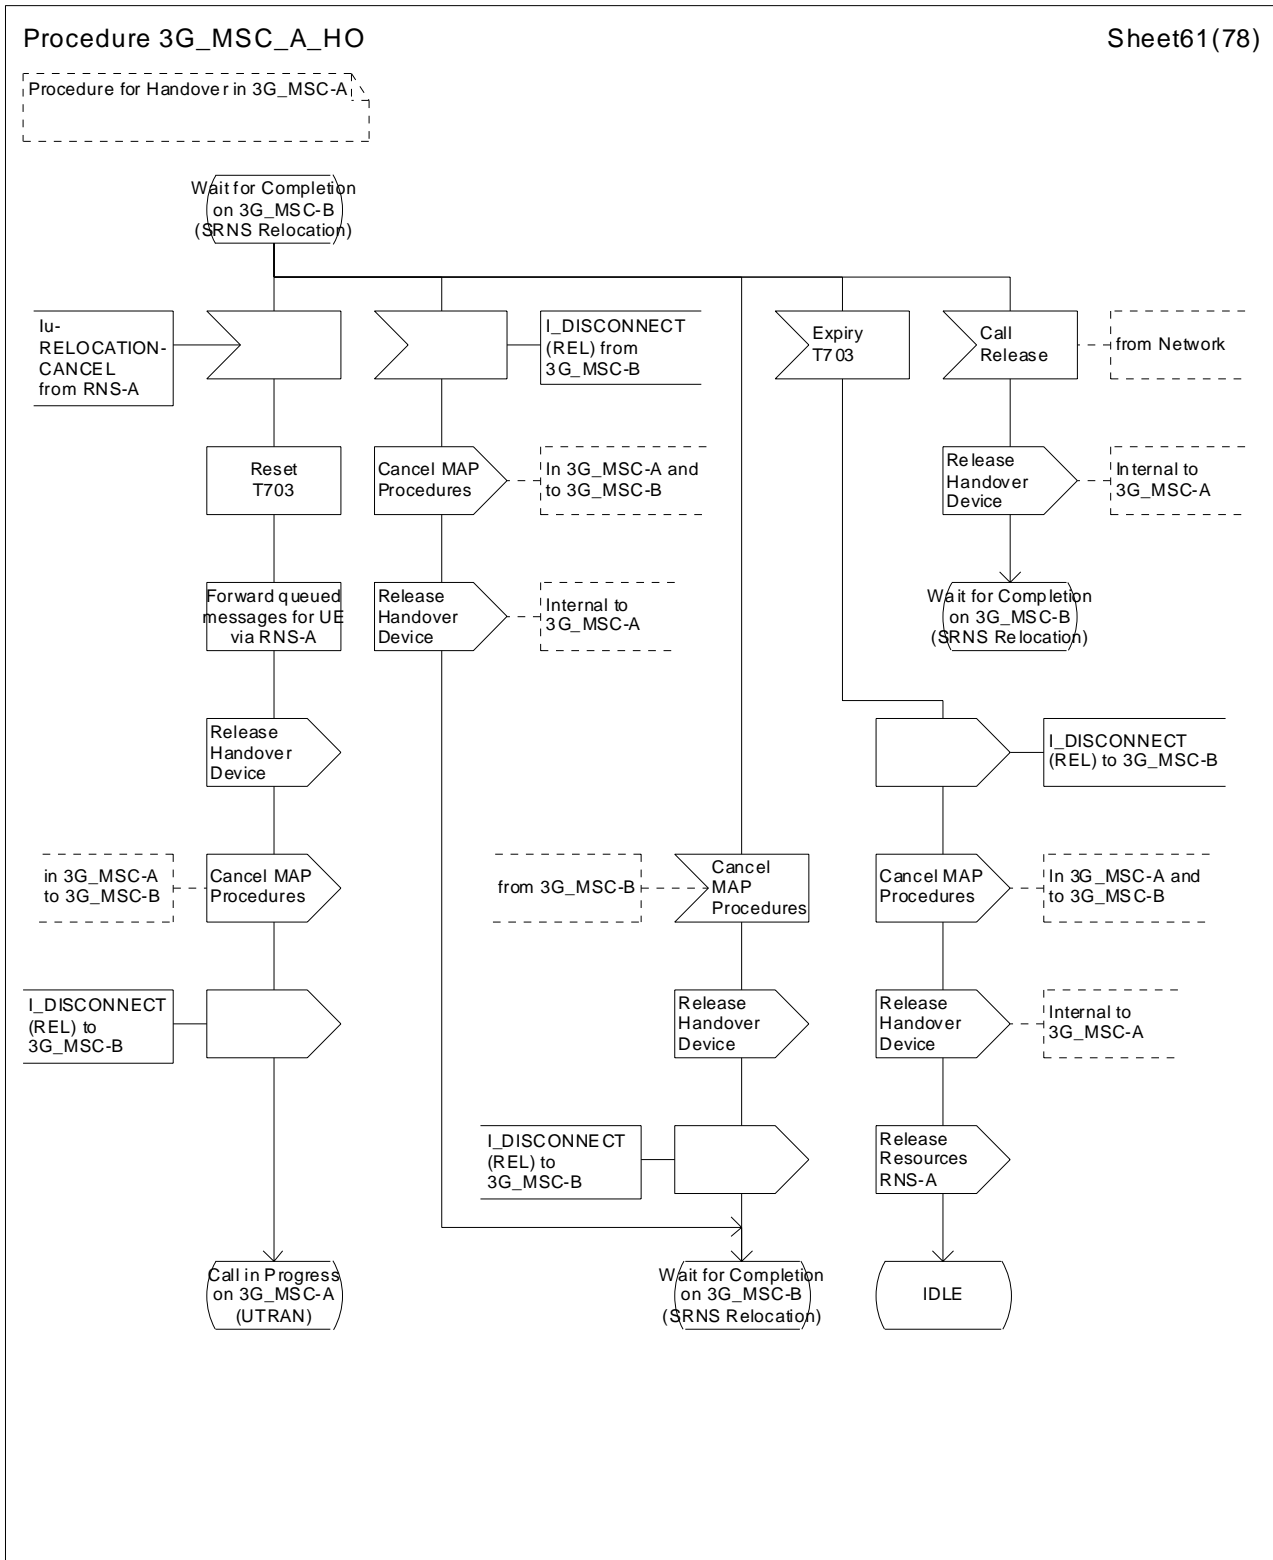 Procedure 3G_MSC_A_HO
Sheet61(78)
Procedure for Handover in 3G_MSC-A
Wait for Completion
on 3G_MSC-B
(SRNS Relocation)
Iu-
RELOCATION-
CANCEL
from RNS-A
I_DISCONNECT
(REL) from
3G_MSC-B
Expiry
T703
Call
Release
from Network
Reset
T703
Cancel MAP
Procedures
In 3G_MSC-A and
to 3G_MSC-B
Release
Handover
Device
Internal to
3G_MSC-A
Forward queued
messages for UE
via RNS-A
Release
Handover
Device
Internal to
3G_MSC-A
Wait for Completion
on 3G_MSC-B
(SRNS Relocation)
Release
Handover
Device
I_DISCONNECT
(REL) to 3G_MSC-B
in 3G_MSC-A
to 3G_MSC-B
Cancel MAP
Procedures
from 3G_MSC-B
Cancel
MAP
Procedures
Cancel MAP
Procedures
In 3G_MSC-A and
to 3G_MSC-B
I_DISCONNECT
(REL) to
3G_MSC-B
Release
Handover
Device
Release
Handover
Device
Internal to
3G_MSC-A
I_DISCONNECT
(REL) to
3G_MSC-B
Release
Resources
RNS-A
Call in Progress
on 3G_MSC-A
(UTRAN)
Wait for Completion
on 3G_MSC-B
(SRNS Relocation)
IDLE